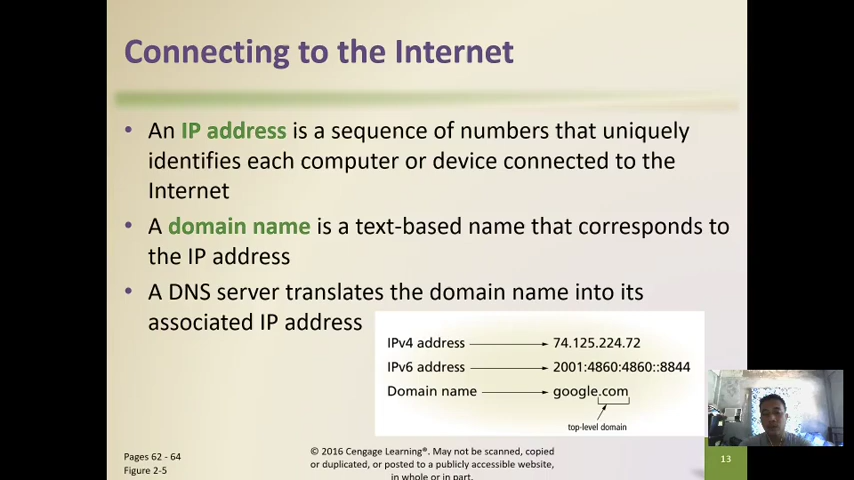 Connecting to the Internet
• An IP address is a sequence of numbers that uniquely
identifies each computer or device connected to the
Internet
• A domain name is a text-based name that corresponds to
the IP address
• A DNS server translates the domain name into its
associated IP address
IPv4 address 74.125.224.72
IPv6 address 2001:4860:4860::8844
Domain name google.com
top-level domain
Pages 62 - 64
Figure 2-5
© 2016 Cengage Learning®. May not be scanned, copied
or duplicated, or posted to a publicly accessible website,
in whole or in part.
13